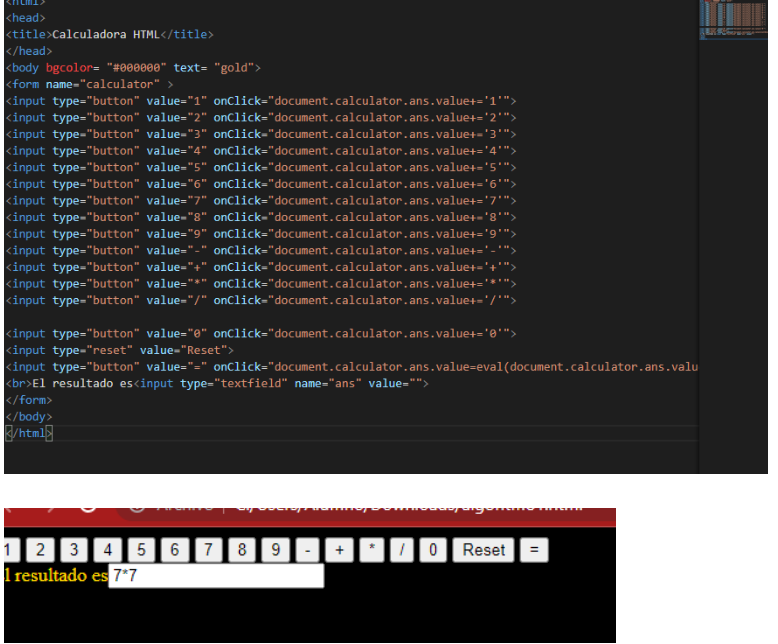 <html>
<head>
<title>Calculadora HTML</title>
</head>
<body bgcolor= "#000000" text= "gold">
<form name="calculator" >
<input type="button" value="1" onClick="document.calculator.ans.value+='1'">
<input type="button" value="2" onClick="document.calculator.ans.value+='2'">
<input type="button" value="3" onClick="document.calculator.ans.value+='3'">
<input type="button" value="4" onClick="document.calculator.ans.value+='4'">
<input type="button" value="5" onClick="document.calculator.ans.value+='5'">
<input type="button" value="6" onClick="document.calculator.ans.value+='6'">
<input type="button" value="7" onClick="document.calculator.ans.value+='7'">
<input type="button" value="8" onClick="document.calculator.ans.value+='8'">
<input type="button" value="9" onClick="document.calculator.ans.value+='9'">
<input type="button" value="-" onClick="document.calculator.ans.value+='-'">
<input type="button" value="+" onClick="document.calculator.ans.value+='+'">
<input type="button" value="*" onClick="document.calculator.ans.value+='*'">
<input type="button" value="/" onClick="document.calculator.ans.value+='/'">
<input type="button" value="0" onClick="document.calculator.ans.value+='0'">
<input type="reset" value="Reset">
<input type="button" value="=" onClick="document.calculator.ans.value=eval(document.calculator.ans.valu
<br>El resultado es<input type="textfield" name="ans" value="">
</form>
</body>
</html>
1 2 3 4 5 6 7 8 9 - + * / 0 Reset =
l resultado es 7*7